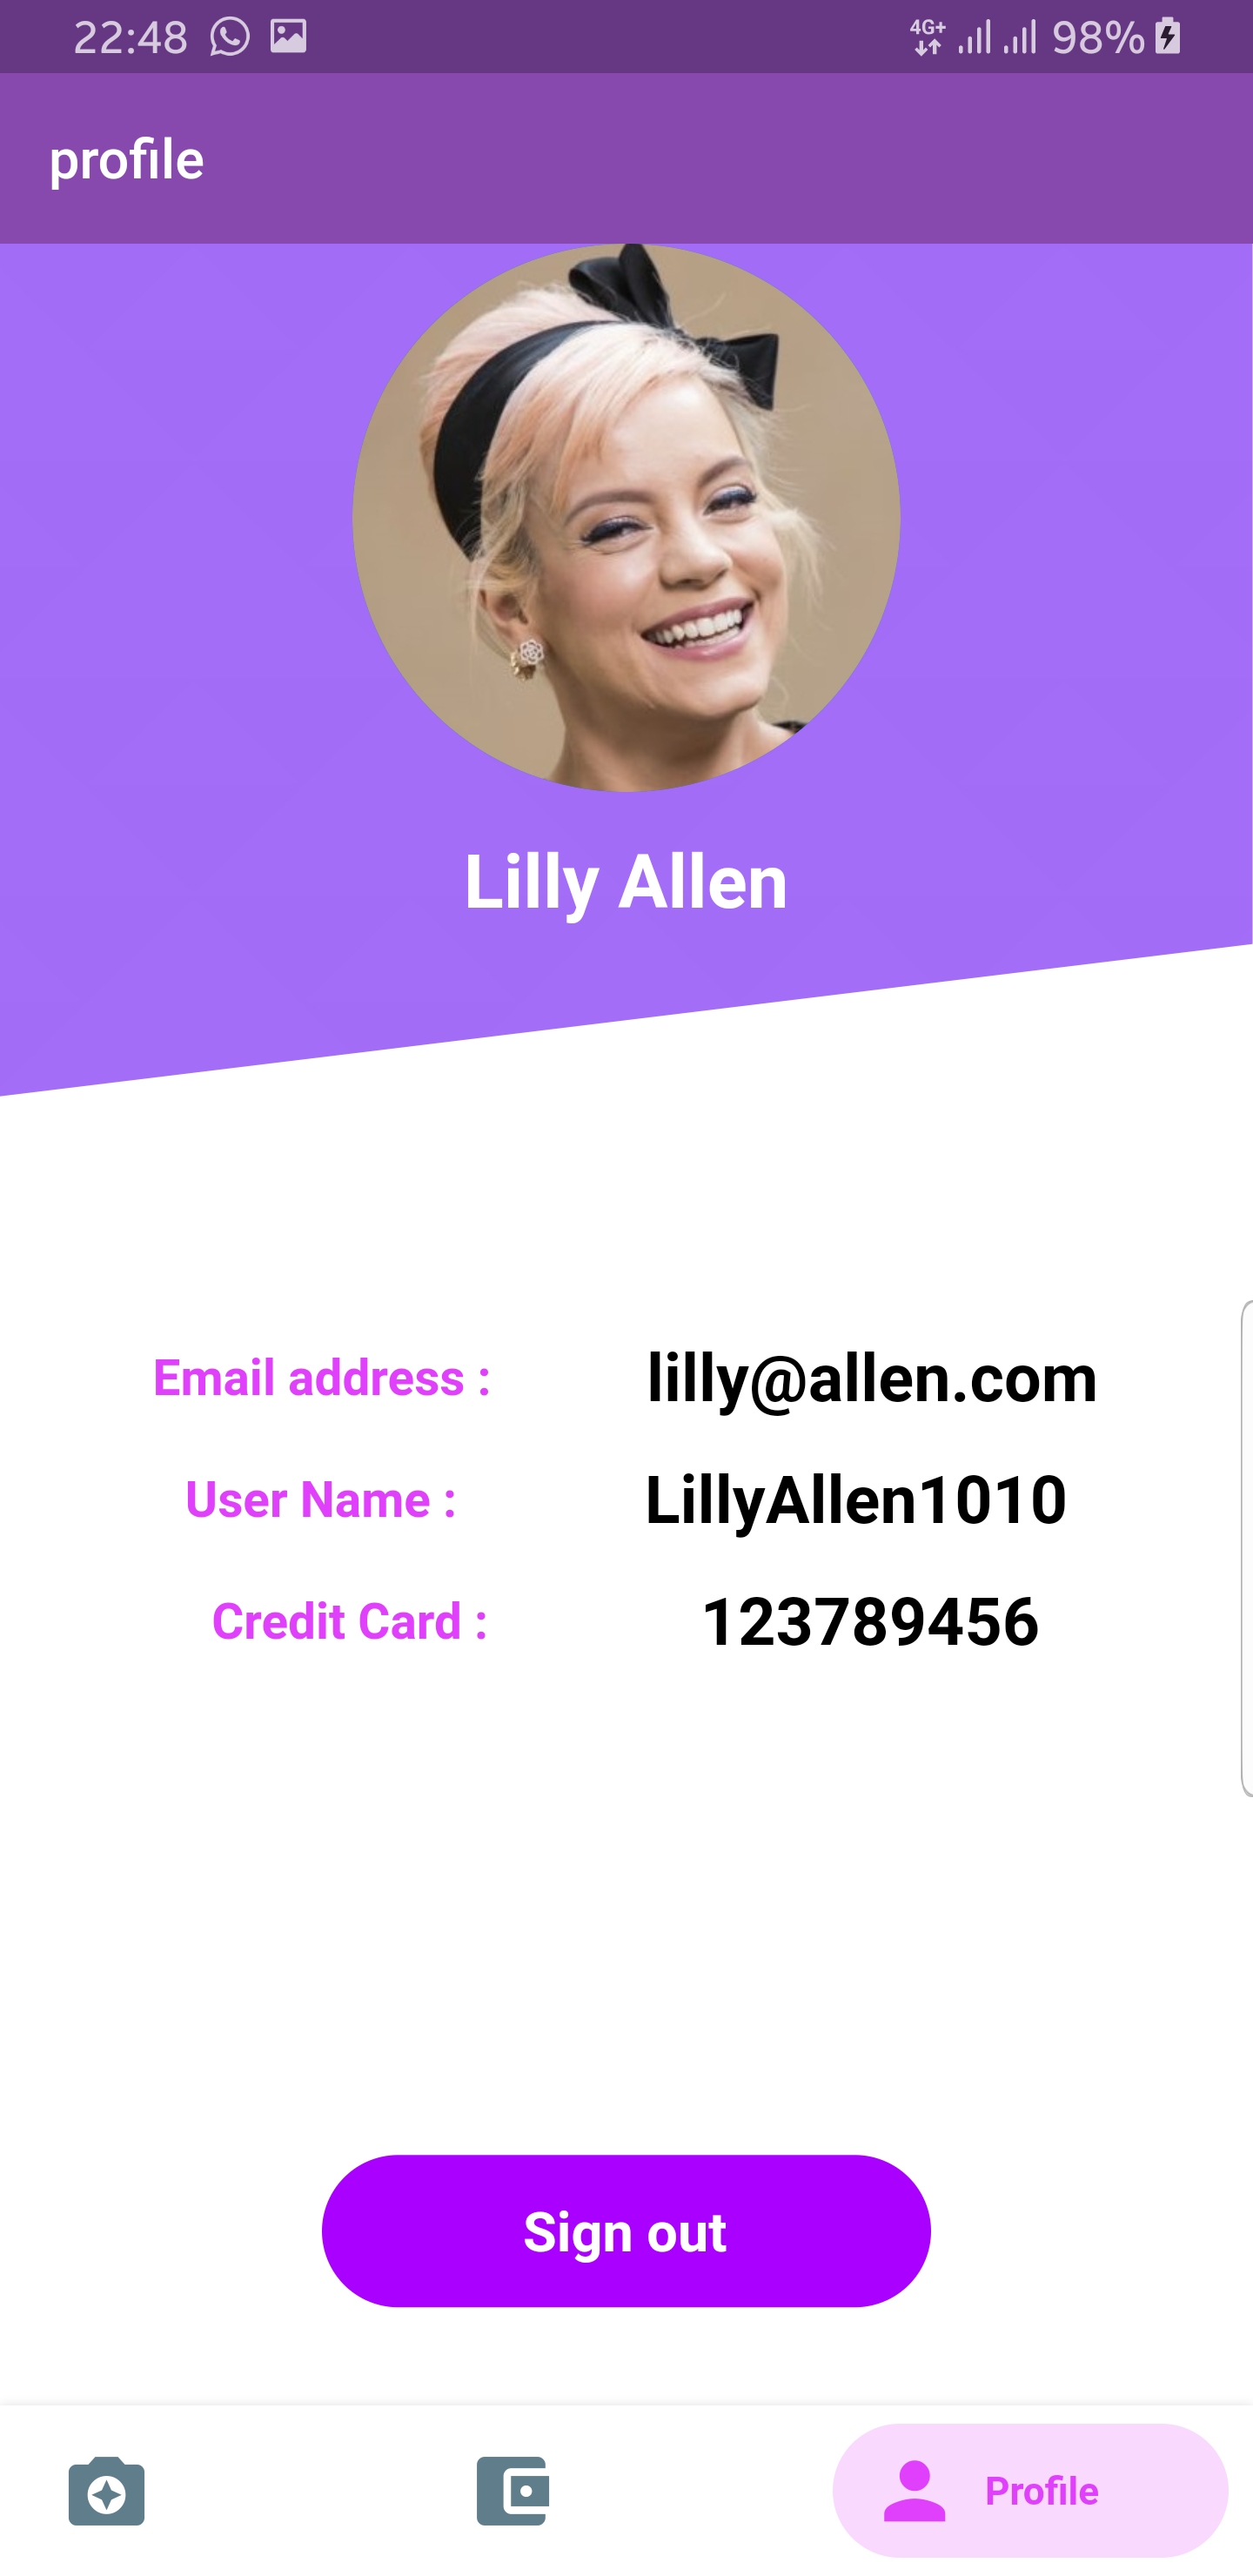 22:48 4G+ 98%
profile
Lilly Allen
Email address : lilly@allen.com
User Name : LillyAllen1010
Credit Card : 123789456
Sign out
Profile